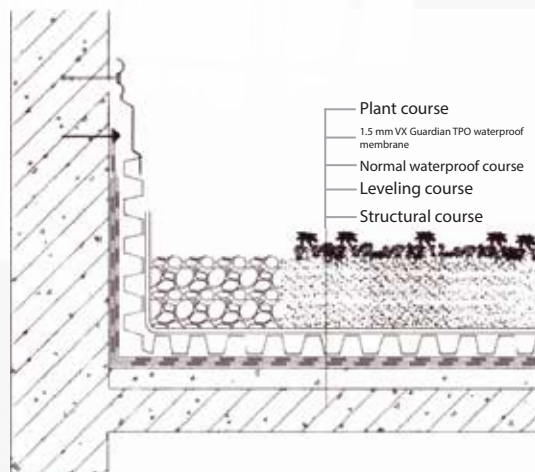 Plant course
1.5 mm VX Guardian TPO waterproof
membrane
Normal waterproof course
Leveling course
Structural course